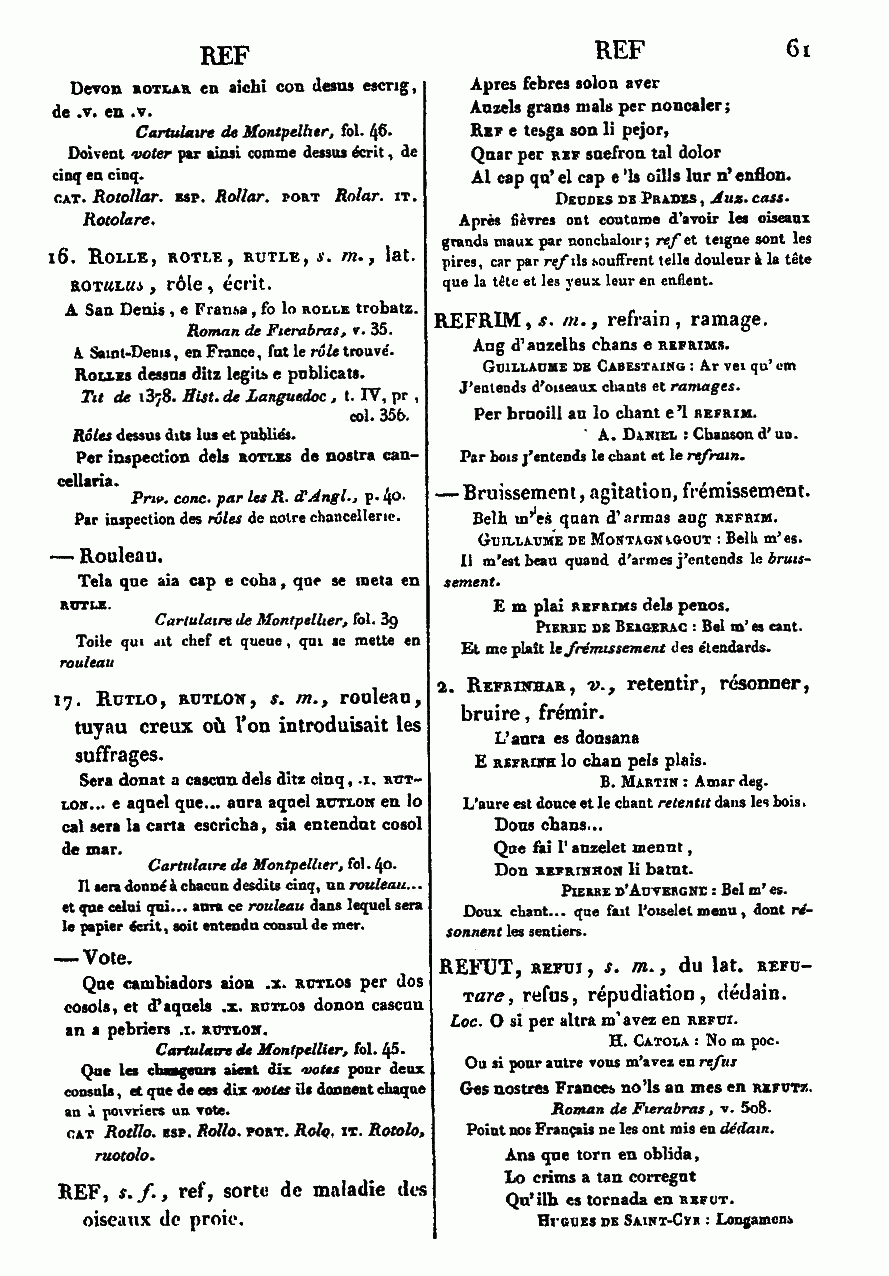 REF
Devon ROTLAR en aichi con desus escrig,
de .v. en .v.
Cartulaire de Montpellier, fol. 46.
Doivent voter par ainsi comme dessus écrit, de
cinq en cinq.
CAT. Rotollar. ESP. Rollar. PORT Rolar. IT.
Rotolare.
16. ROLLE, ROTLE, RUTLE, s. m., lat.
ROTULUS, rôle, écrit.
A San Denis, e Fransa, fo lo ROLLE trobatz.
Roman de Fierabras, v. 35.
A Saint-Denis, en France, fut le rôle trouvé.
ROLLES dessus ditz legits e publicats.
Tit de 1378. Hist. de Languedoc, t. IV, pr,
col. 356.
Rôles dessus dits lus et publiés.
Per inspection dels ROTLES de nostra can-
cellaria.
Priv. conc. par les R. d'Angl., p. 40.
Par inspection des rôles de notre chancellerie.
— Rouleau.
Tela que aia cap e coha, que se meta en
RUTLE.
Cartulaire de Montpellier, fol. 39
Toile qui ait chef et queue, qui se mette en
rouleau
17. RUTLO, RUTLON, s. m., rouleau,
tuyau creux où l'on introduisait les
suffrages.
Sera donat a cascun dels ditz cinq, .I. RUT-
LON... e aquel que... aura aquel RUTLON en lo
cal sera la carta escricha, sia entendut cosol
de mar.
Cartulaire de Montpellier, fol. 40.
Il sera donné à chacun desdits cinq, un rouleau...
et que celui qui... aura ce rouleau dans lequel sera
le papier écrit, soit entendu consul de mer.
— Vote.
Que cambiadors aion .X. RUTLOS per dos
cosols, et d'aquels .X. RUTLOS donon cascun
an a pebriers .I. RUTLON.
Cartulaire de Montpellier, fol. 45.
Que les changeurs aient dix votes pour deux
consuls, et que de ces dix votes ils donnent chaque
an à poivriers un vote.
CAT Rotllo. ESP. Rollo. PORT. Rolo. IT. Rotolo,
ruotolo.
REF, s. f., ref, sorte de maladie des
oiseaux de proie.
REF 61
Apres febres solon aver
Auzels grans mals per noncaler;
REF e tesga son li pejor,
Quar per REF suefron tal dolor
Al cap qu'el cap e'ls oills lur n'enflon.
DEUDES DE PRADES, Aus. cass.
Après fièvres ont coutume d'avoir les oiseaux
grands maux par nonchaloir; ref et teigne sont les
pires, car par ref ils souffrent telle douleur à la tête
que la tête et les yeux leur en enflent.
REFRIM, s. m., refrain, ramage.
Aug d'auzelhs chans e REFRIMS.
GUILLAUME DE CABESTAING : Ar vei qu'em
J'entends d'oiseaux chants et ramages.
Per bruoill au lo chant e'l REFRIM.
A. DANIEL : Chanson d'un.
Par bois j'entends le chant et le refrain.
— Bruissement, agitation, frémissement.
Belh m'es quan d'armas aug REFRIM.
GUILLAUME DE MONTAGNAGOUT : Belh m'es.
Il m'est beau quand d'armes j'entends le bruis-
sement.
E m plai REFRIMS dels penos.
PIERRE DE BERGERAC : Bel m'es cant.
Et me plaît le frémissement des étendards.
2. REFRINHAR, v., retentir, résonner,
bruire, frémir.
L'aura es dousana
E REFRINH lo chan pels plais.
B. MARTIN : Amar deg.
L'aure est douce et le chant retentit dans les bois.
Dous chans...
Que fai l'auzelet menut,
Don REFRINHON li batut.
PIERRE D'AUVERGNE : Bel m'es.
Doux chant... que fait l'oiselet menu, dont ré-
sonnent les sentiers.
REFUT, REFUI, s. m., du lat. REFU-
TARE, refus, répudiation, dédain.
Loc. O si per altra m'avez en REFUI.
H. CATOLA : No m poc.
Ou si pour autre vous m'avez en refus
Ges nostres Frances no'ls an mes en REFUTZ.
Roman de Fierabras, v. 508.
Point nos Français ne les ont mis en dédain.
Ans que torn en oblida,
Lo crims a tan corregut
Qu'ilh es tornada en REFUT.
HUGUES DE SAINT-CYR : Longamens